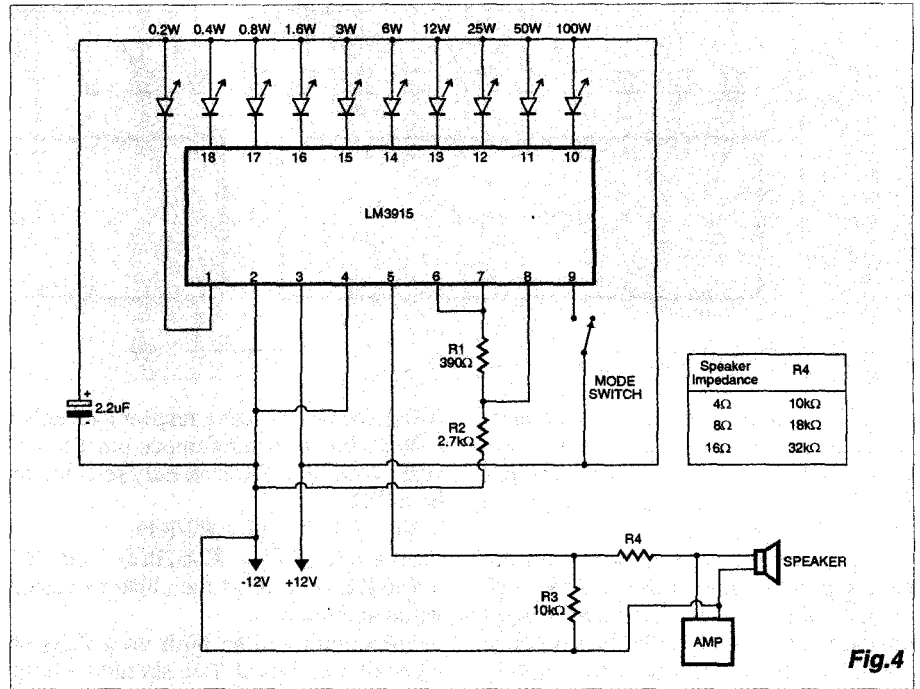 0.2W 0.4W 0.8W 1.6W 3W 6W 12W 25W 50W 100W
18 17 16 15 14 13 12 11 10
LM3915
1 2 3 4 5 6 7 8 9
R1
390Ω
MODE
SWITCH
+
2.2uF
R2
2.7kΩ
Speaker
Impedance R4
4Ω 10kΩ
8Ω 18kΩ
16Ω 32kΩ
-12V +12V
R4
SPEAKER
R3
10kΩ
AMP
Fig.4